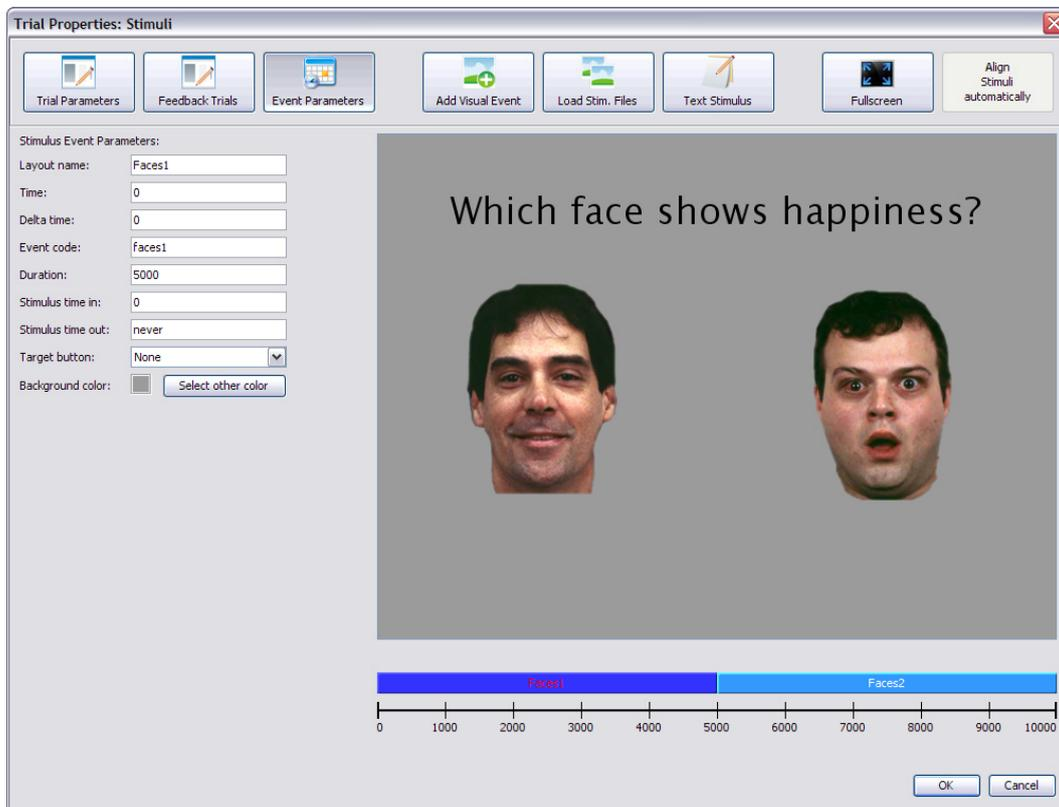 Trial Properties: Stimuli
Trial Parameters
Feedback Trials
Event Parameters
Add Visual Event
Load Stim. Files
Text Stimulus
Fullscreen
Align
Stimuli
automatically
Stimulus Event Parameters:
Layout name: Faces1
Time: 0
Delta time: 0
Event code: faces1
Duration: 5000
Stimulus time in: 0
Stimulus time out: never
Target button: None
Background color: Select other color
Which face shows happiness?
Faces1 Faces2
0 1000 2000 3000 4000 5000 6000 7000 8000 9000 10000
OK Cancel